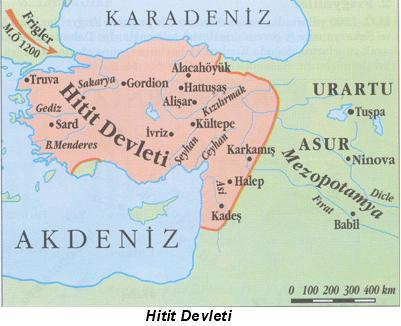 KARADENİZ
Frigler
M.Ö 1200
Truva
Sakarya
Gordion
Alacahöyük
Hattuşaş
Alişar
Kızılırmak
Gediz
Sard
Hitit Devleti
İvriz
Kültepe
B.Menderes
Seyhan
Ceyhan
Karkamış
Asi
Halep
Kadeş
URARTU
Tuşpa
ASUR
Ninova
Mezopotamya
Dicle
Fırat
Babil
AKDENİZ
0 100 200 300 400 km
Hitit Devleti